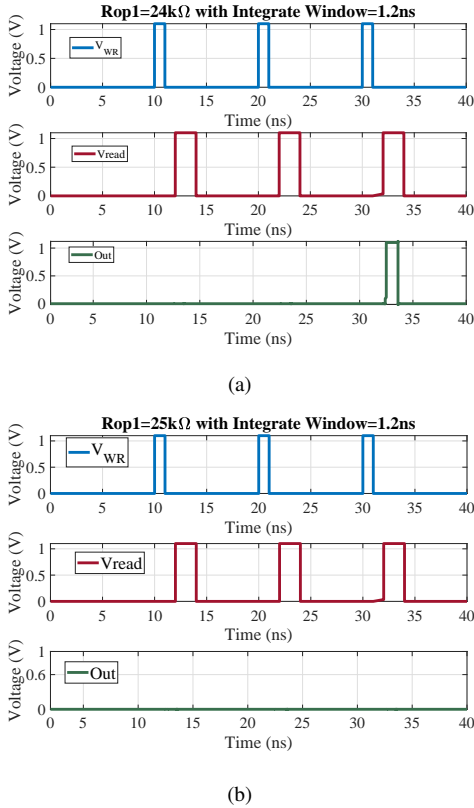 Rop1=24kΩ with Integrate Window=1.2ns
Voltage (V)
1
0.5
0
V_WR
0 5 10 15 20 25 30 35 40
Time (ns)
Voltage (V)
1
0.5
0
Vread
0 5 10 15 20 25 30 35 40
Time (ns)
Voltage (V)
1
0.5
0
Out
0 5 10 15 20 25 30 35 40
Time (ns)
(a)
Rop1=25kΩ with Integrate Window=1.2ns
Voltage (V)
1
0.5
0
V_WR
0 5 10 15 20 25 30 35 40
Time (ns)
Voltage (V)
1
0.5
0
Vread
0 5 10 15 20 25 30 35 40
Time (ns)
Voltage (V)
1
0.6
0
Out
5 10 15 20 25 30 35 40
Time (ns)
(b)